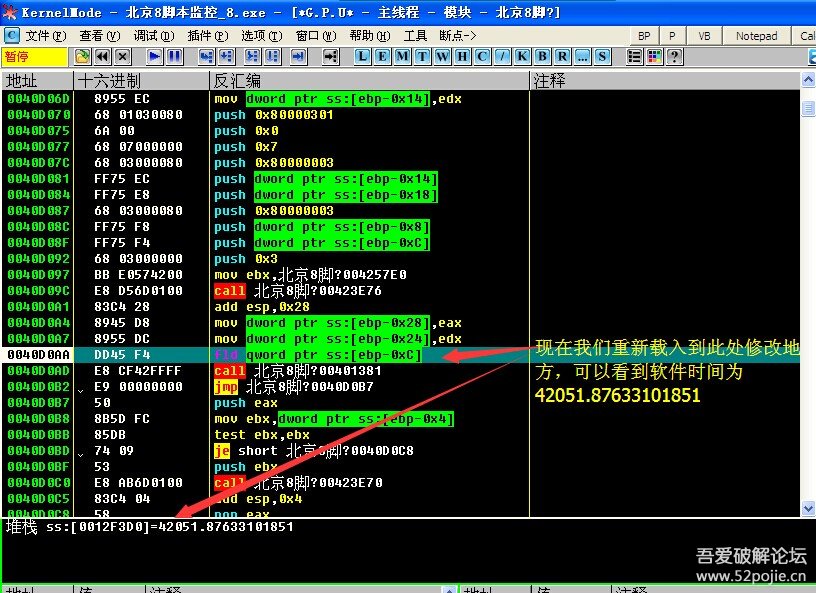 KernelMode - 北京8脚本监控_8.exe - [*G.P.U* - 主线程 - 模块 - 北京8脚?]
C 文件(F) 查看(V) 调试(D) 插件(P) 选项(T) 窗口(W) 帮助(H) 工具 断点-> BP P VB Notepad Cal
暂停 L E M T W H C / K B R ... S ?
地址 十六进制 反汇编 注释
0040D06D 8955 EC mov dword ptr ss:[ebp-0x14],edx
0040D070 68 01030080 push 0x80000301
0040D075 6A 00 push 0x0
0040D077 68 07000000 push 0x7
0040D07C 68 03000080 push 0x80000003
0040D081 FF75 EC push dword ptr ss:[ebp-0x14]
0040D084 FF75 E8 push dword ptr ss:[ebp-0x18]
0040D087 68 03000080 push 0x80000003
0040D08C FF75 F8 push dword ptr ss:[ebp-0x8]
0040D08F FF75 F4 push dword ptr ss:[ebp-0xC]
0040D092 68 03000000 push 0x3
0040D097 BB E0574200 mov ebx,北京8脚?004257E0
0040D09C E8 D56D0100 call 北京8脚?00423E76
0040D0A1 83C4 28 add esp,0x28
0040D0A4 8945 D8 mov dword ptr ss:[ebp-0x28],eax
0040D0A7 8955 DC mov dword ptr ss:[ebp-0x24],edx
0040D0AA DD45 F4 fld qword ptr ss:[ebp-0xC]
0040D0AD E8 CF42FFFF call 北京8脚?00401381
0040D0B2 E9 00000000 jmp 北京8脚?0040D0B7
0040D0B7 50 push eax
0040D0B8 8B5D FC mov ebx,dword ptr ss:[ebp-0x4]
0040D0BB 85DB test ebx,ebx
0040D0BD 74 09 je short 北京8脚?0040D0C8
0040D0BF 53 push ebx
0040D0C0 E8 AB6D0100 call 北京8脚?00423E70
0040D0C5 83C4 04 add esp,0x4
0040D0C8 58 pop eax
现在我们重新载入到此处修改地
方，可以看到软件时间为
42051.87633101851
堆栈 ss:[0012F3D0]=42051.87633101851
吾爱破解论坛
www.52pojie.cn
地址 值 注释 地址 值 注释